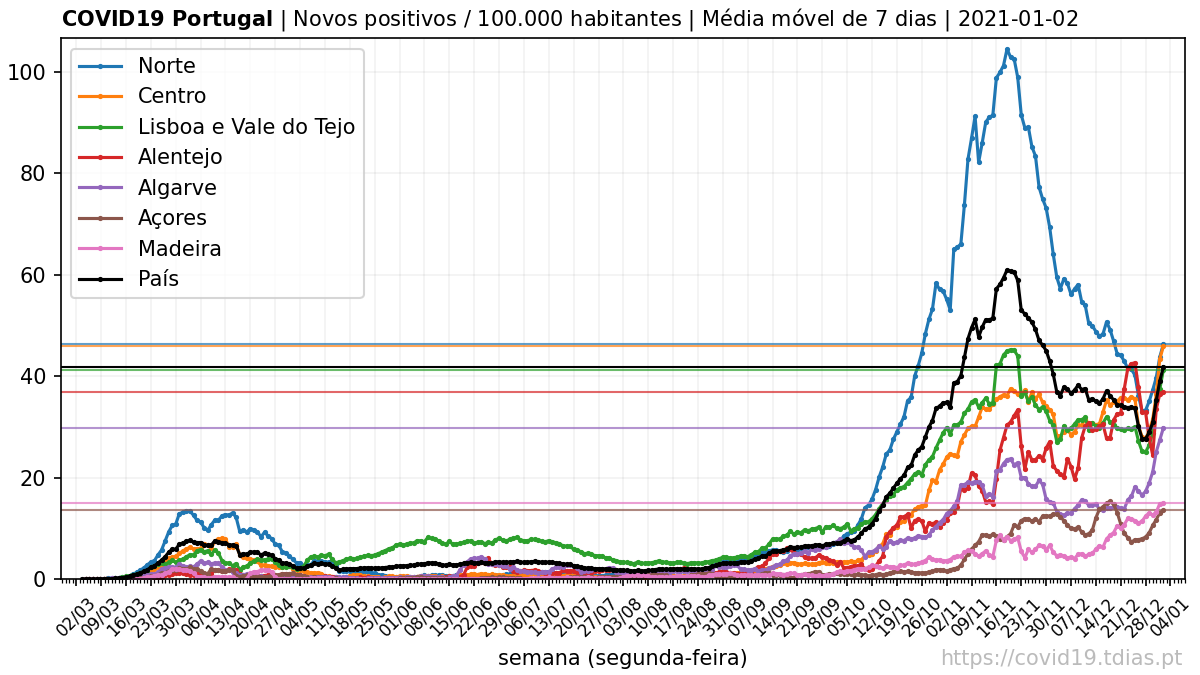 COVID19 Portugal | Novos positivos / 100.000 habitantes | Média móvel de 7 dias | 2021-01-02
Norte
Centro
Lisboa e Vale do Tejo
Alentejo
Algarve
Açores
Madeira
País
100
80
60
40
20
0
02/03 09/03 16/03 23/03 30/03 06/04 13/04 20/04 27/04 04/05 11/05 18/05 25/05 01/06 08/06 15/06 22/06 29/06 06/07 13/07 20/07 27/07 03/08 10/08 17/08 24/08 31/08 07/09 14/09 21/09 28/09 05/10 12/10 19/10 26/10 02/11 09/11 16/11 23/11 30/11 07/12 14/12 21/12 28/12 04/01
semana (segunda-feira)
https://covid19.tdias.pt